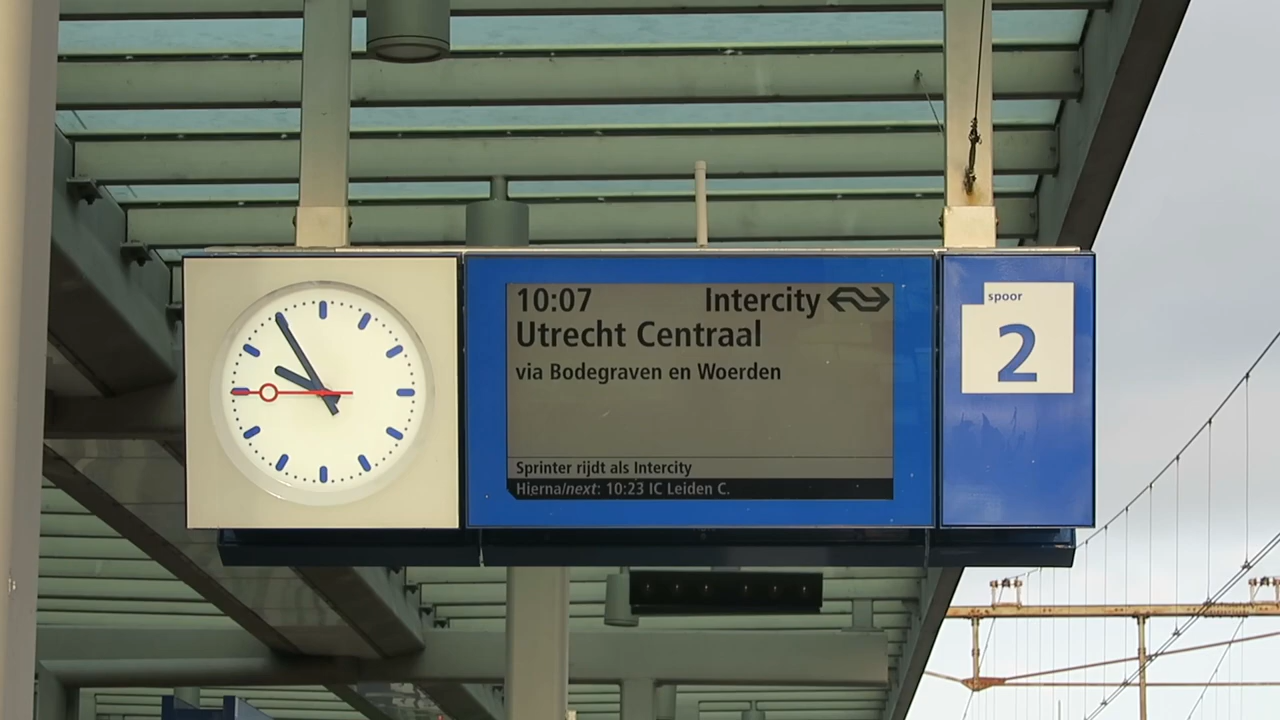 10:07 Intercity
Utrecht Centraal
via Bodegraven en Woerden
Sprinter rijdt als Intercity
Hierna/next: 10:23 IC Leiden C.
spoor
2